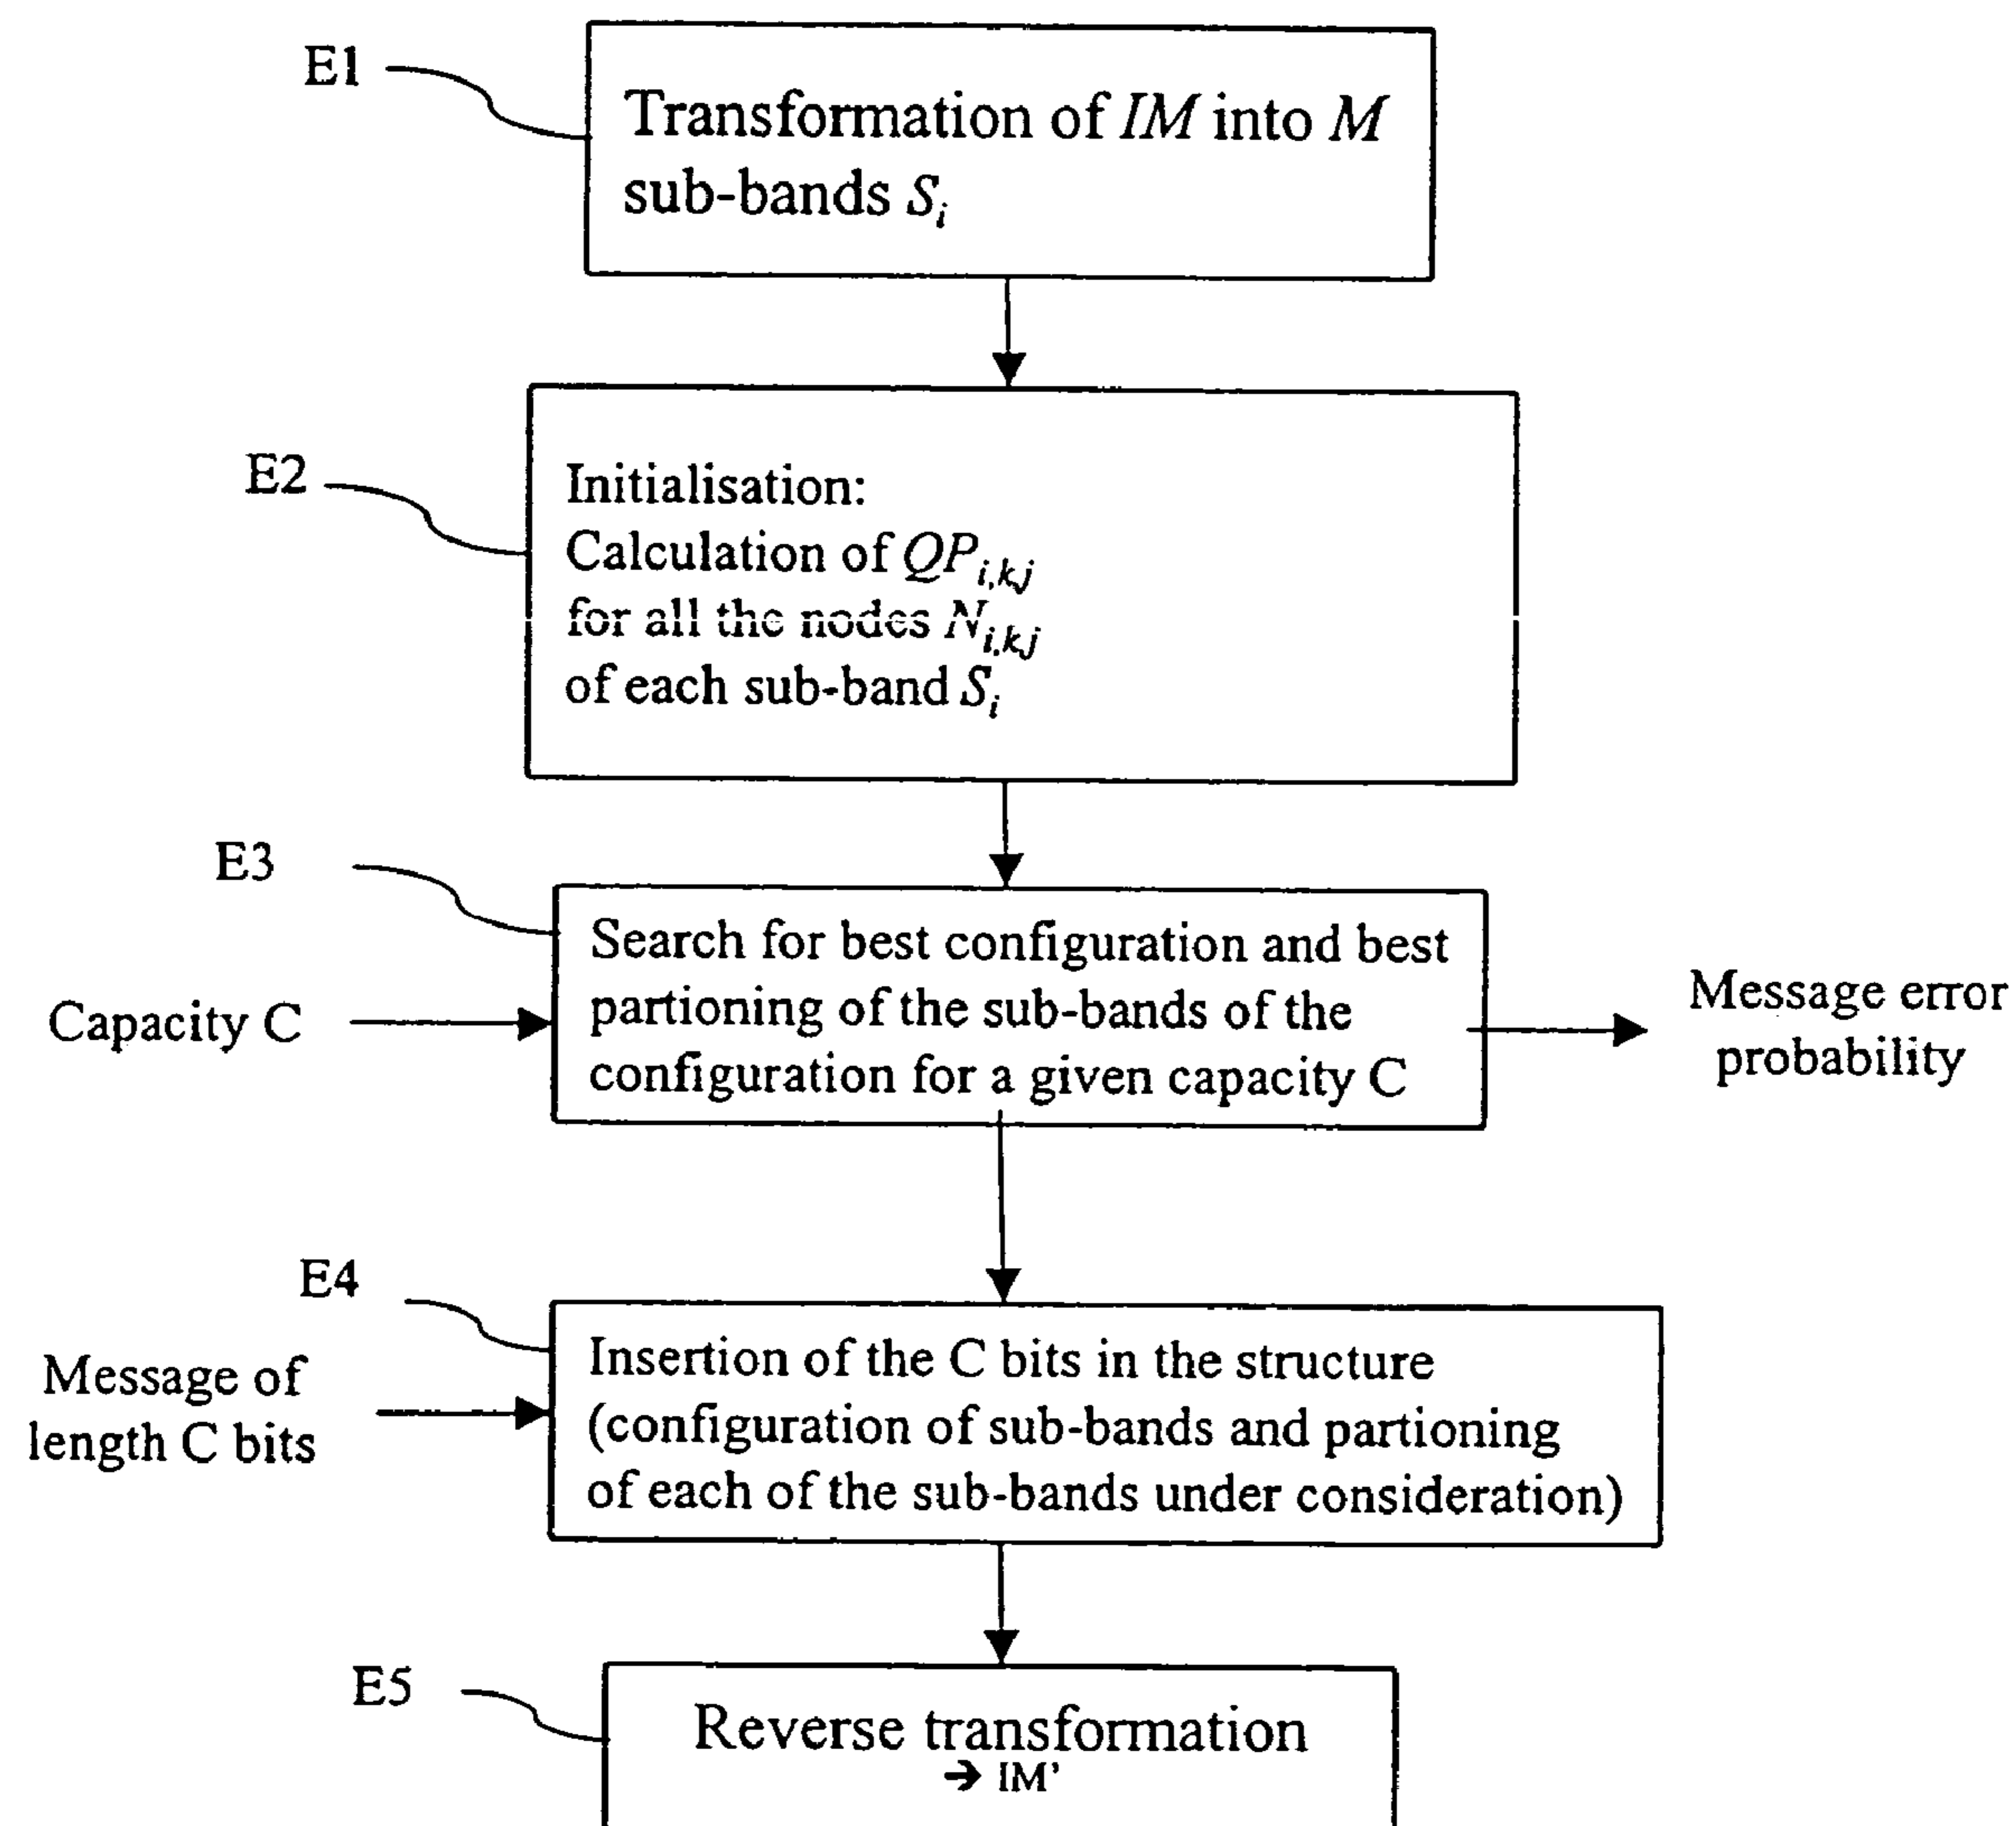 E1
Transformation of IM into M
sub-bands Si
E2
Initialisation:
Calculation of QPi,kj
for all the nodes Ni,kj
of each sub-band Si
E3
Search for best configuration and best
partioning of the sub-bands of the
configuration for a given capacity C
Capacity C
Message error
probability
E4
Insertion of the C bits in the structure
(configuration of sub-bands and partioning
of each of the sub-bands under consideration)
Message of
length C bits
E5
Reverse transformation
→ IM'